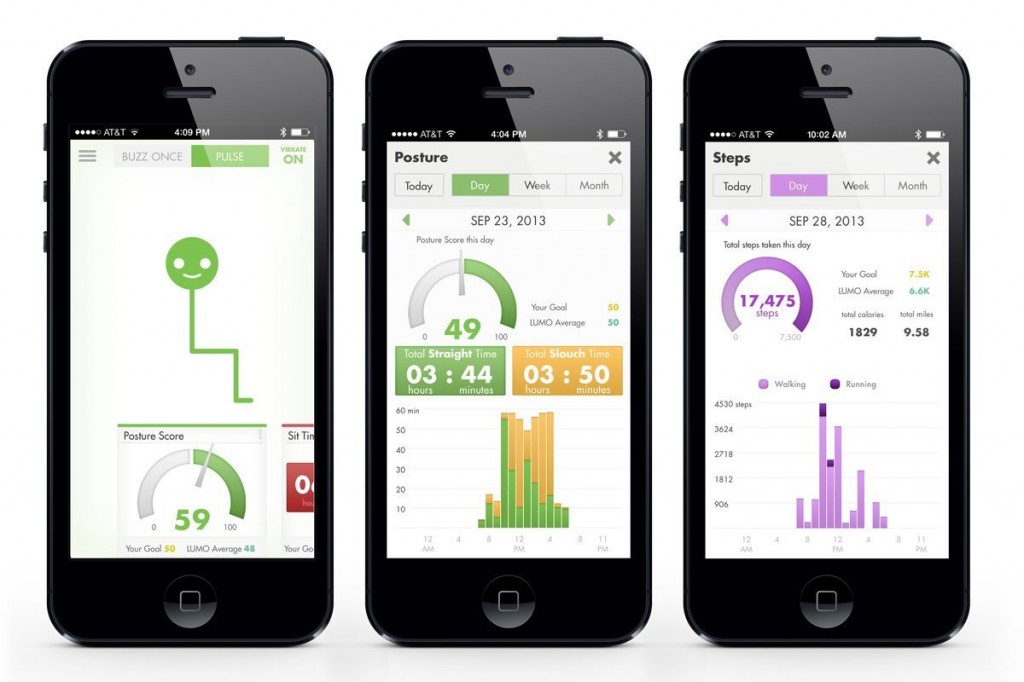 AT&T 4:09 PM
BUZZ ONCE PULSE VIBRATE ON
Posture Score
0 59 100
Your Goal 50 LUMO Average 48
Sit Tim
0
Your Go
AT&T 4:04 PM
Posture
Today Day Week Month
SEP 23, 2013
Posture Score this day
0 49 100
Your Goal 50
LUMO Average 50
Total Straight Time
03 : 44
hours minutes
Total Slouch Time
03 : 50
hours minutes
60 min
50
40
30
20
10
12 AM 4 8 12 PM 4 8 11 PM
AT&T 10:02 AM
Steps
Today Day Week Month
SEP 28, 2013
Total steps taken this day
17,475
steps
0 7,500
Your Goal 7.5K
LUMO Average 6.6K
total calories total miles
1829 9.58
Walking Running
4530 steps
3624
2718
1812
906
12 AM 4 8 12 PM 4 8 11 PM